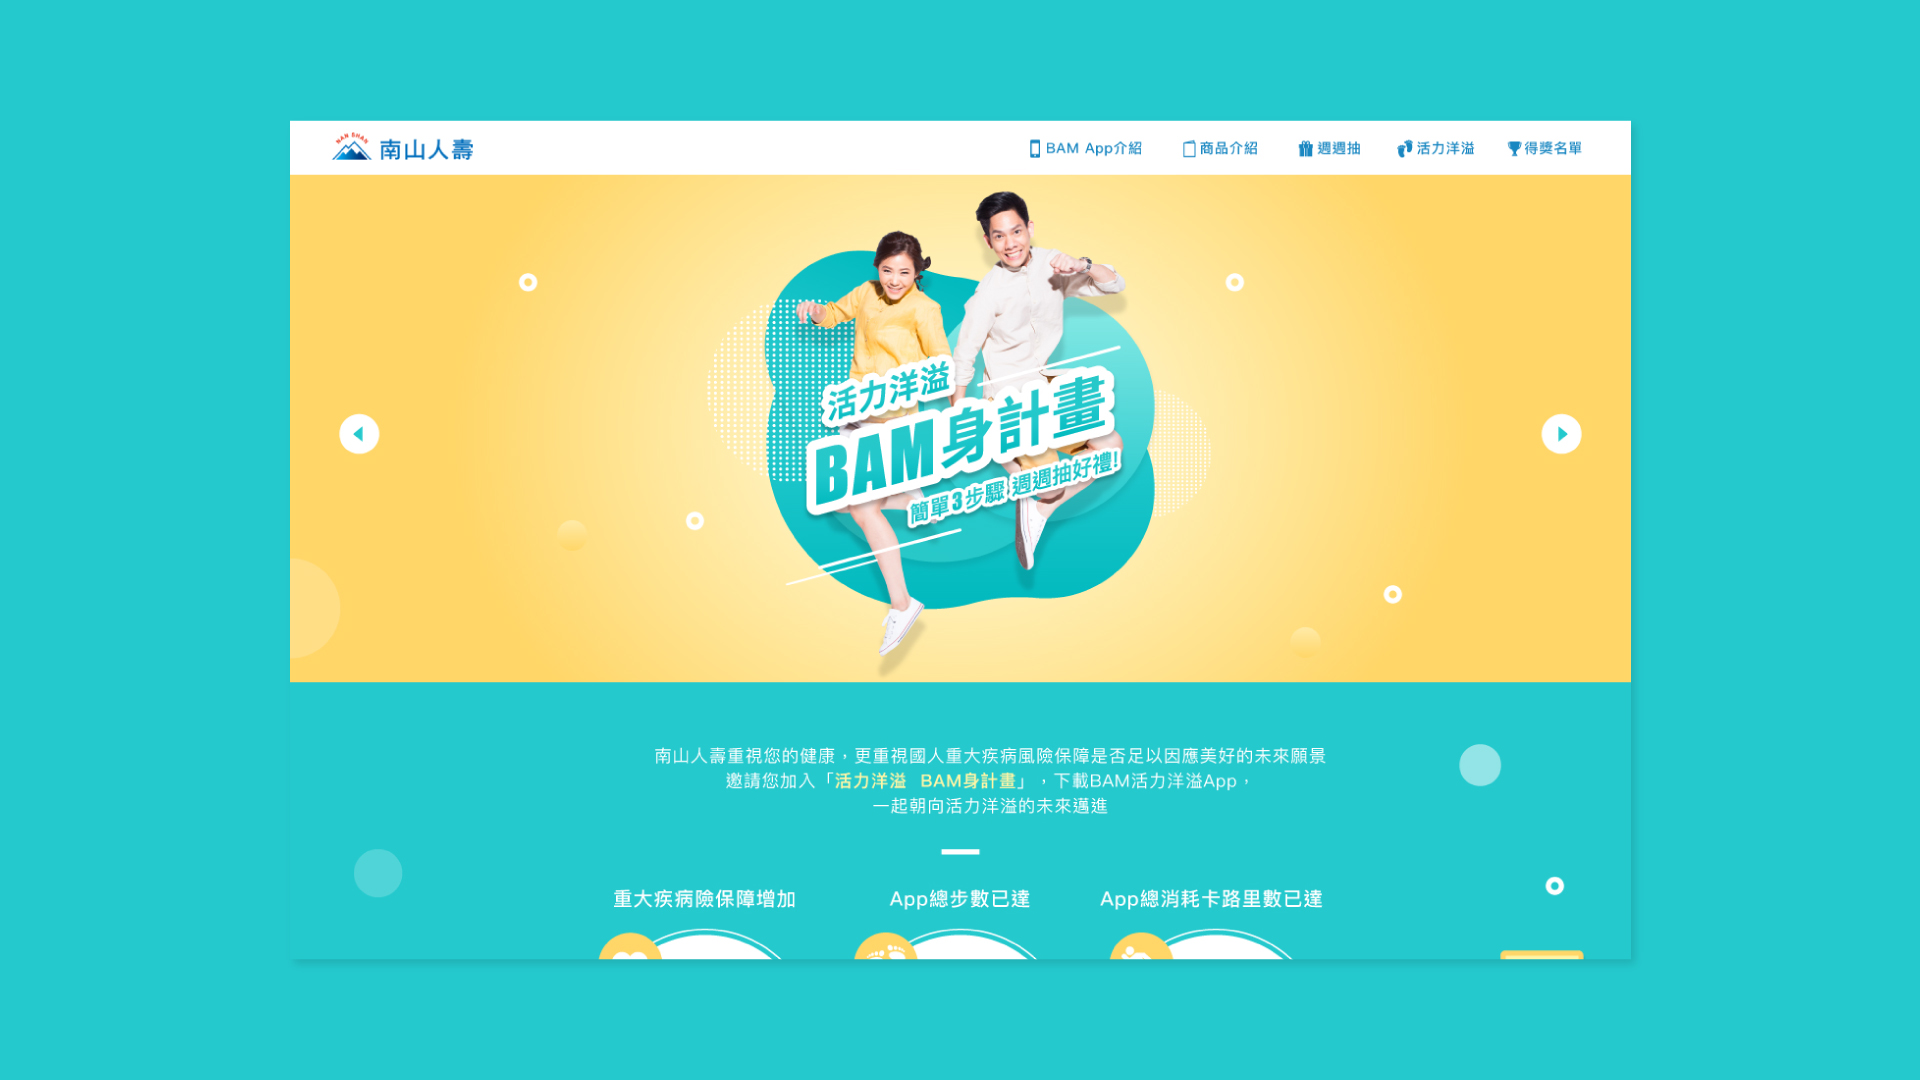 NAN SHAN
南山人壽
BAM App介紹
商品介紹
週週抽
活力洋溢
得獎名單
活力洋溢
BAM身計畫
簡單3步驟 週週抽好禮!
南山人壽重視您的健康，更重視國人重大疾病風險保障是否足以因應美好的未來願景
邀請您加入「活力洋溢 BAM身計畫」，下載BAM活力洋溢App，
一起朝向活力洋溢的未來邁進
重大疾病險保障增加
App總步數已達
App總消耗卡路里數已達